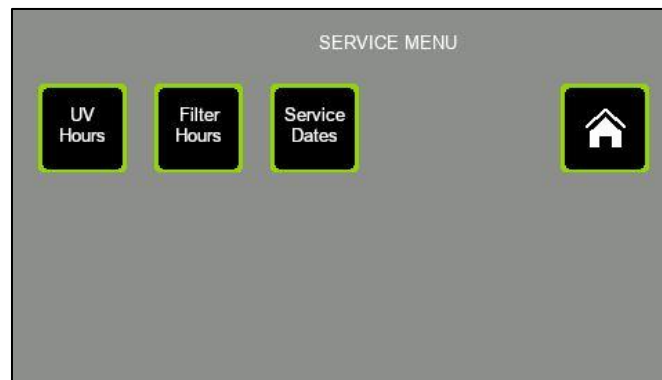 SERVICE MENU
UV
Hours
Filter
Hours
Service
Dates